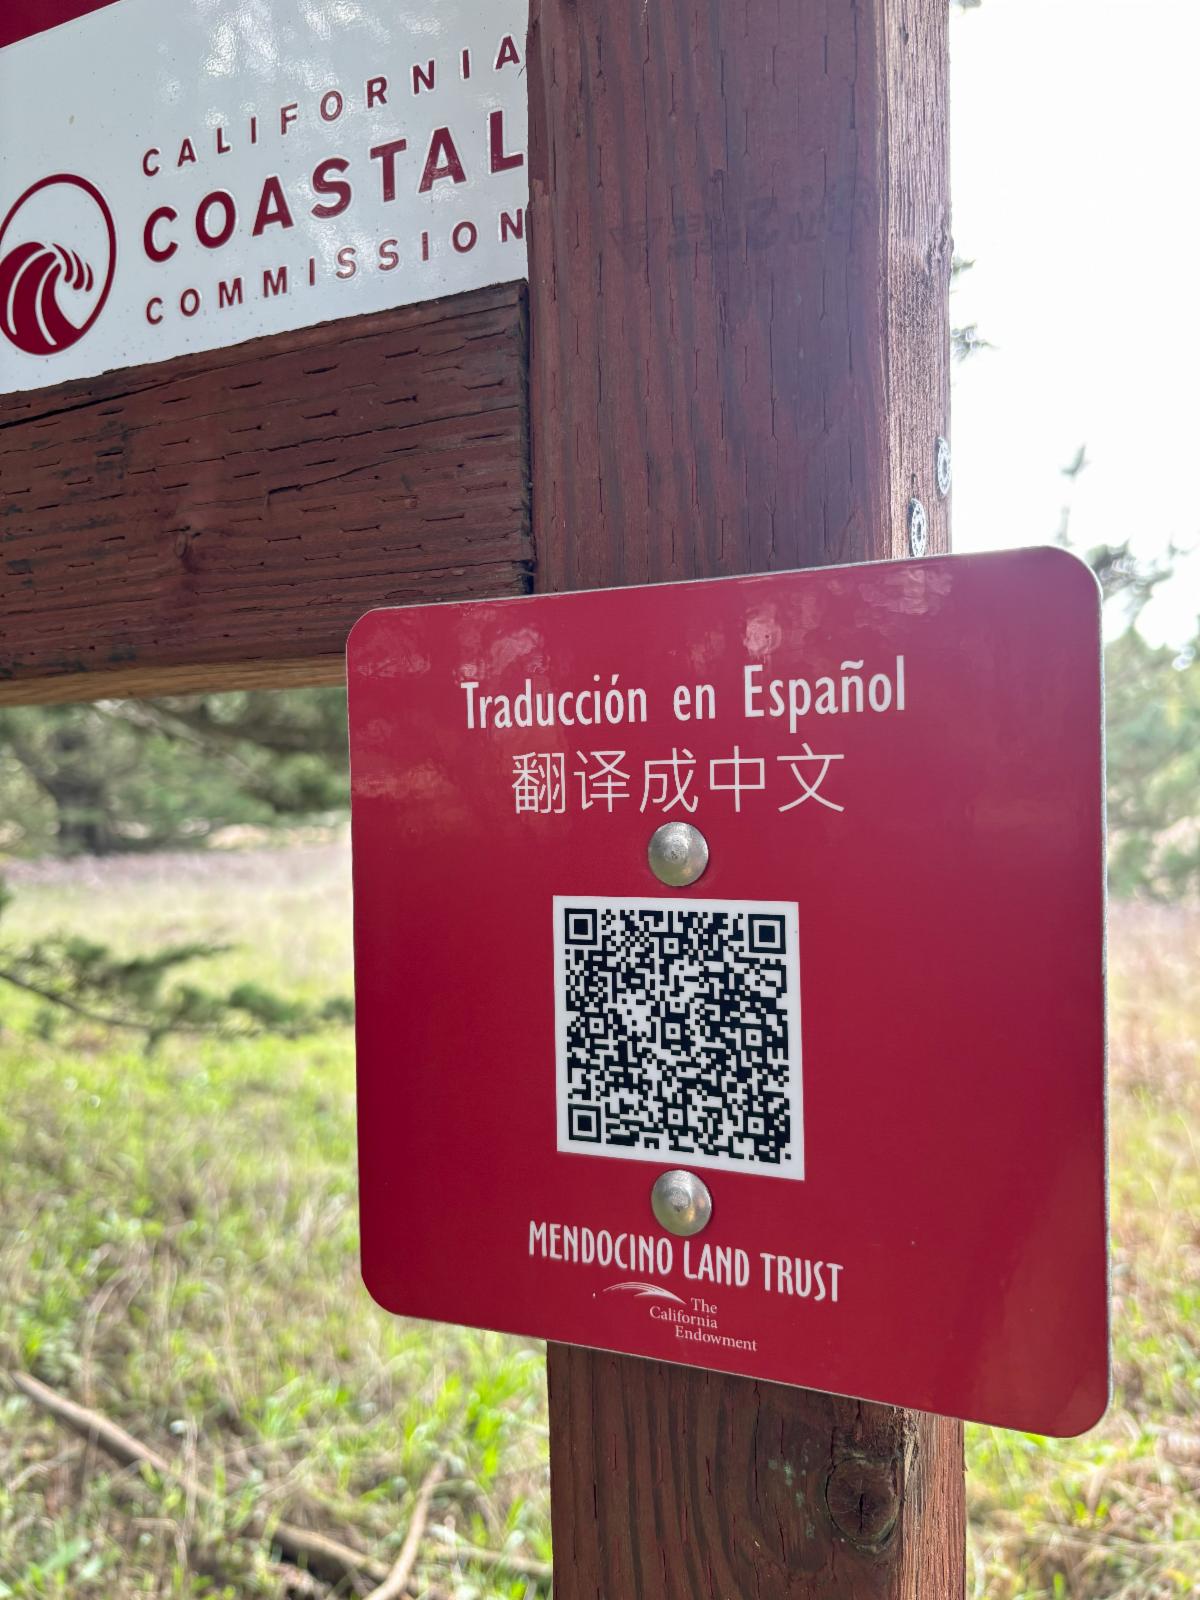 CALIFORNIA
COASTAL
COMMISSION
Traducción en Español
翻译成中文
MENDOCINO LAND TRUST
The
California
Endowment